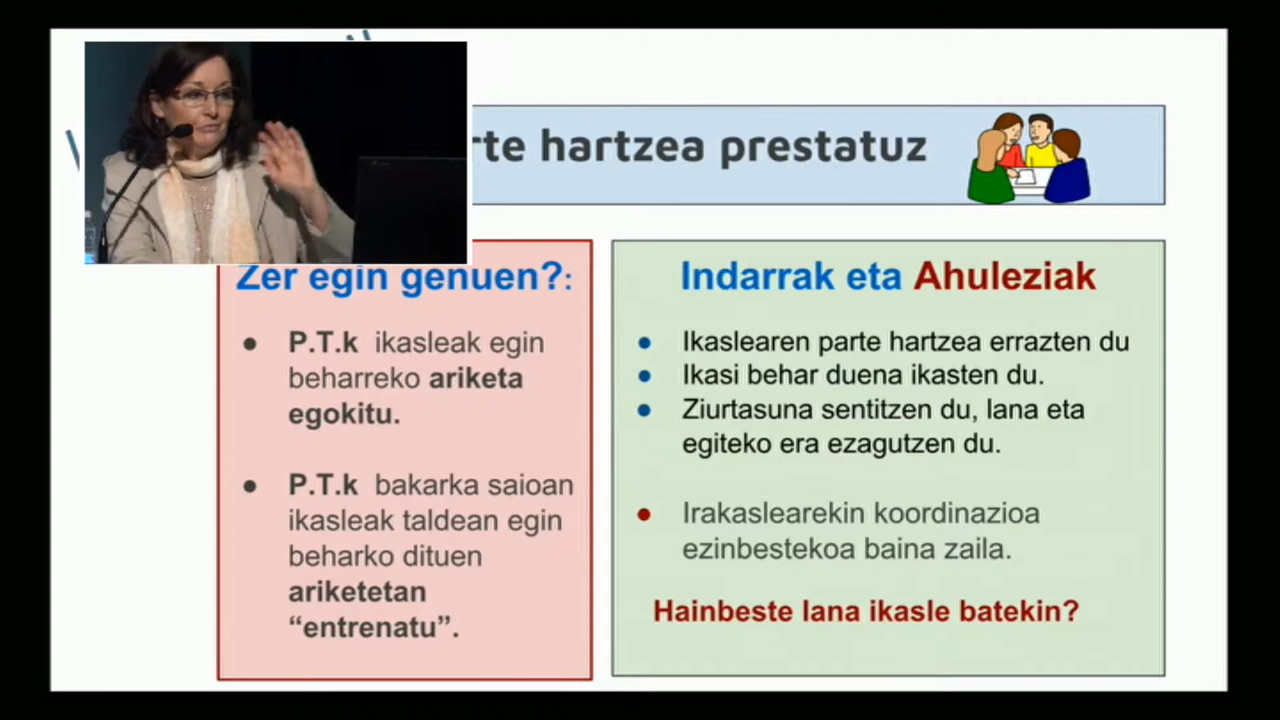 rte hartzea prestatuz
Zer egin genuen?:
● P.T.k ikasleak egin
beharreko ariketa
egokitu.
● P.T.k bakarka saioan
ikasleak taldean egin
beharko dituen
ariketetan
“entrenatu”.
Indarrak eta Ahuleziak
● Ikaslearen parte hartzea errazten du
● Ikasi behar duena ikasten du.
● Ziurtasuna sentitzen du, lana eta
egiteko era ezagutzen du.
● Irakaslearekin koordinazioa
ezinbestekoa baina zaila.
Hainbeste lana ikasle batekin?